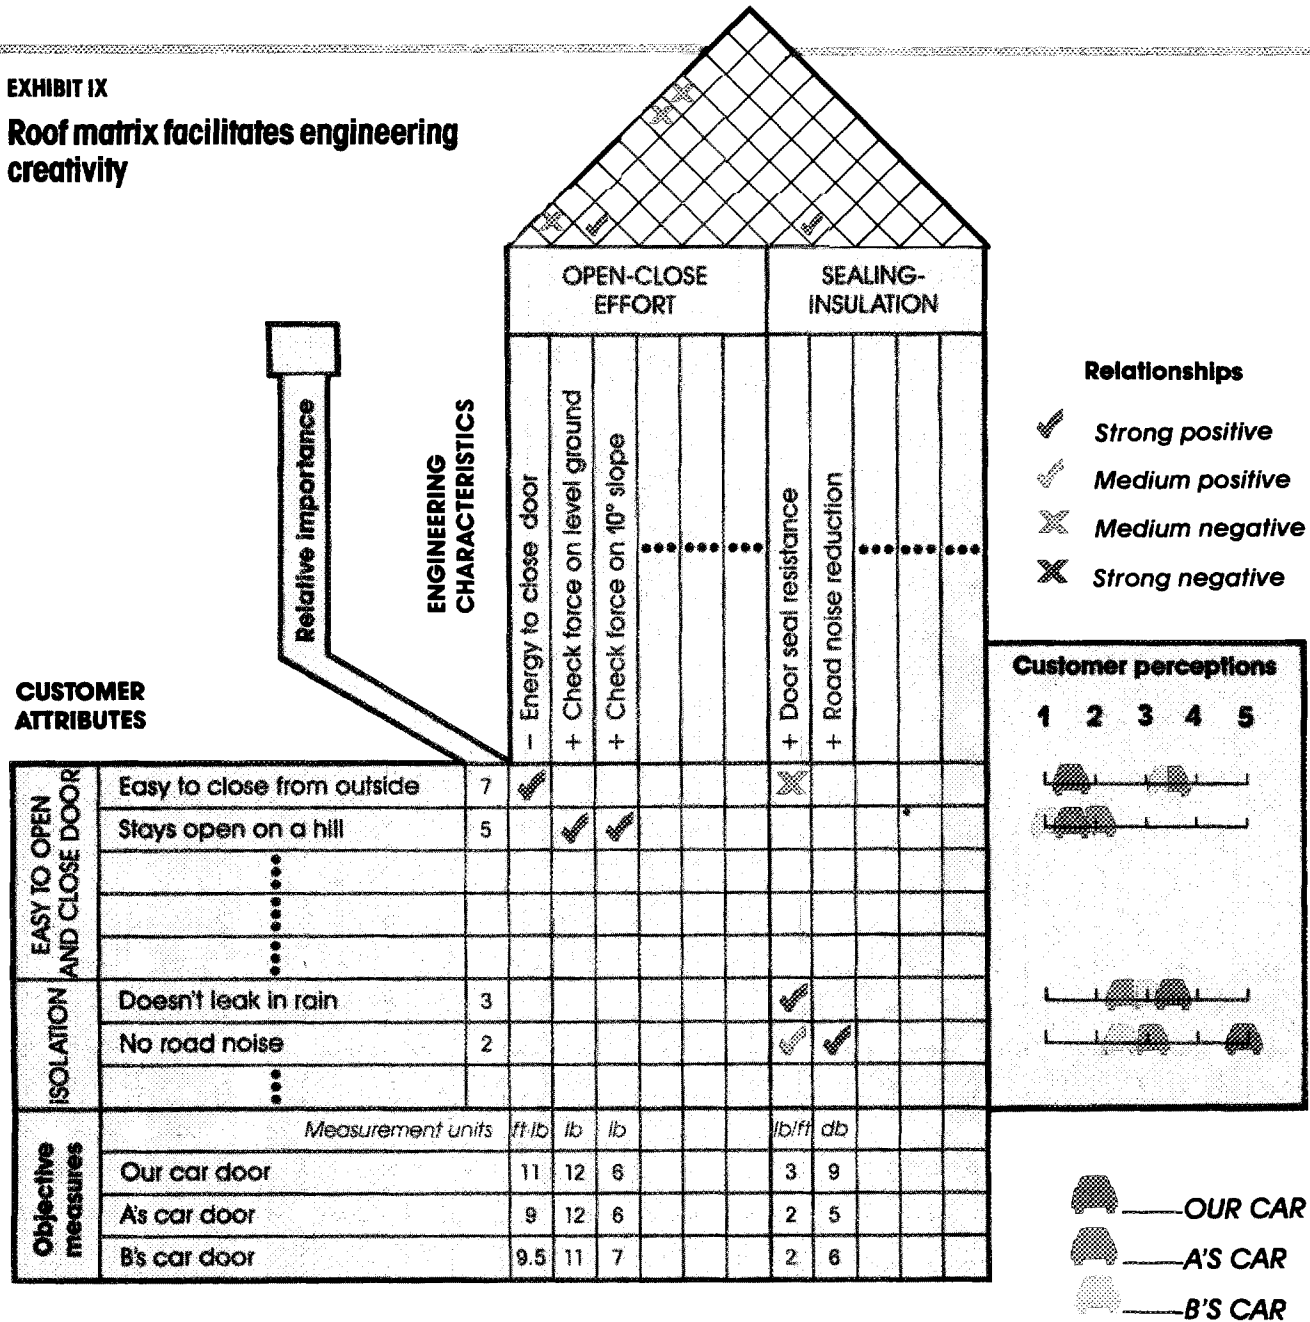 EXHIBIT IX
Roof matrix facilitates engineering
creativity
OPEN-CLOSE
EFFORT
SEALING-
INSULATION
Relative importance
ENGINEERING
CHARACTERISTICS
– Energy to close door
+ Check force on level ground
+ Check force on 10° slope
+ Door seal resistance
+ Road noise reduction
Relationships
Strong positive
Medium positive
Medium negative
Strong negative
CUSTOMER
ATTRIBUTES
Customer perceptions
1 2 3 4 5
EASY TO OPEN
AND CLOSE DOOR
Easy to close from outside 7
Stays open on a hill 5
ISOLATION
Doesn't leak in rain 3
No road noise 2
Objective
measures
Measurement units ft-lb lb lb lb/ft db
Our car door 11 12 6 3 9
A's car door 9 12 6 2 5
B's car door 9.5 11 7 2 6
OUR CAR
A'S CAR
B'S CAR